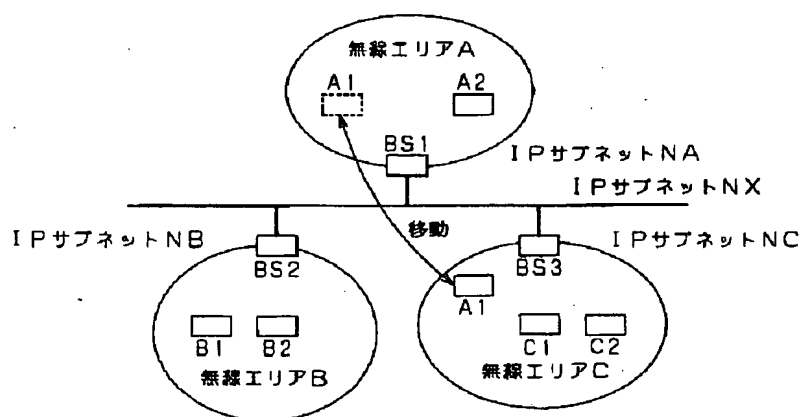 無線エリアA
A1
A2
BS1
IPサブネットNA
IPサブネットNX
IPサブネットNB
移動
IPサブネットNC
BS2
BS3
A1
B1
B2
C1
C2
無線エリアB
無線エリアC